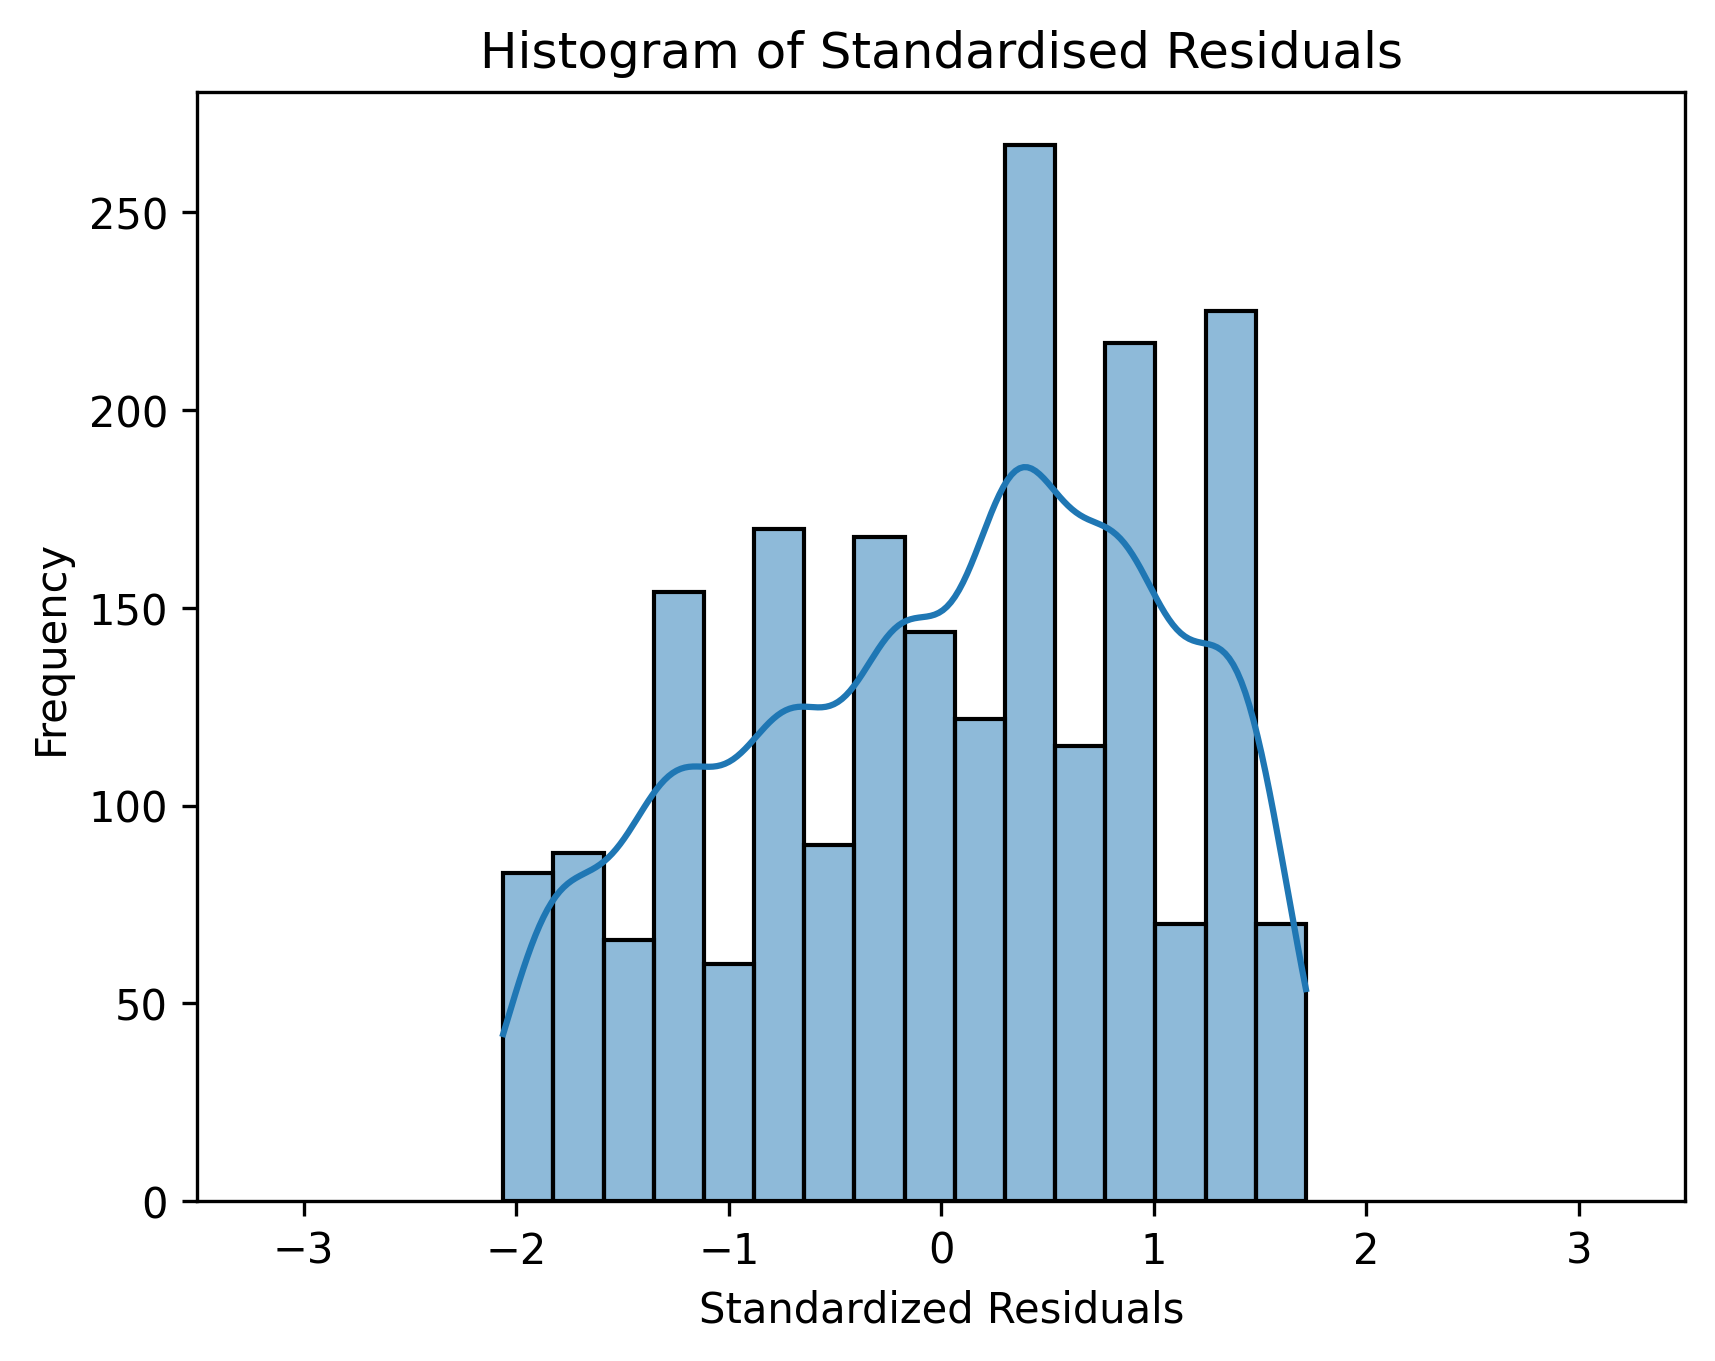 Histogram of Standardised Residuals
Frequency
250
200
150
100
50
0
−3 −2 −1 0 1 2 3
Standardized Residuals